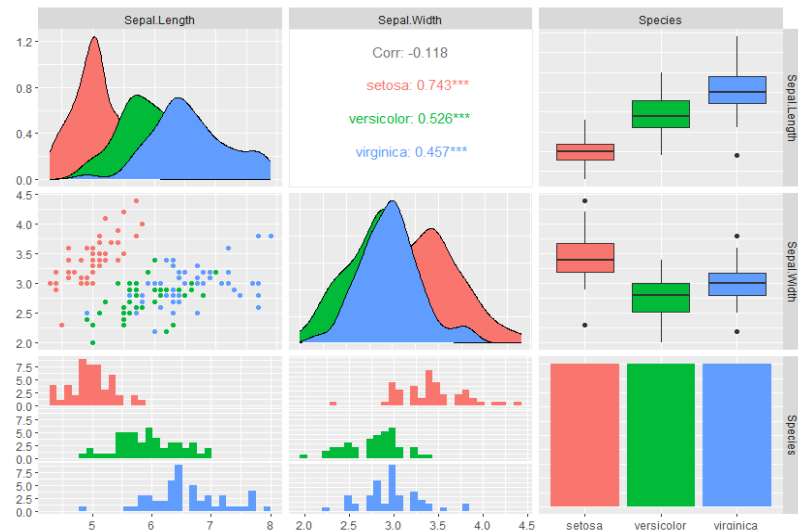 Sepal.Length
Sepal.Width
Species
1.2
0.8
0.4
0.0
Corr: -0.118
setosa: 0.743***
versicolor: 0.526***
virginica: 0.457***
Sepal.Length
4.5
4.0
3.5
3.0
2.5
2.0
Sepal.Width
7.5
5.0
2.5
0.0
7.5
5.0
2.5
0.0
7.5
5.0
2.5
0.0
Species
5 6 7 8
2.0 2.5 3.0 3.5 4.0 4.5
setosa versicolor virginica